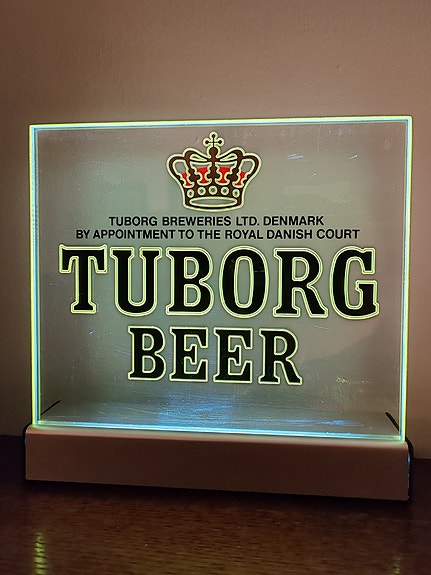 TUBORG BREWERIES LTD. DENMARK
BY APPOINTMENT TO THE ROYAL DANISH COURT
TUBORG
BEER